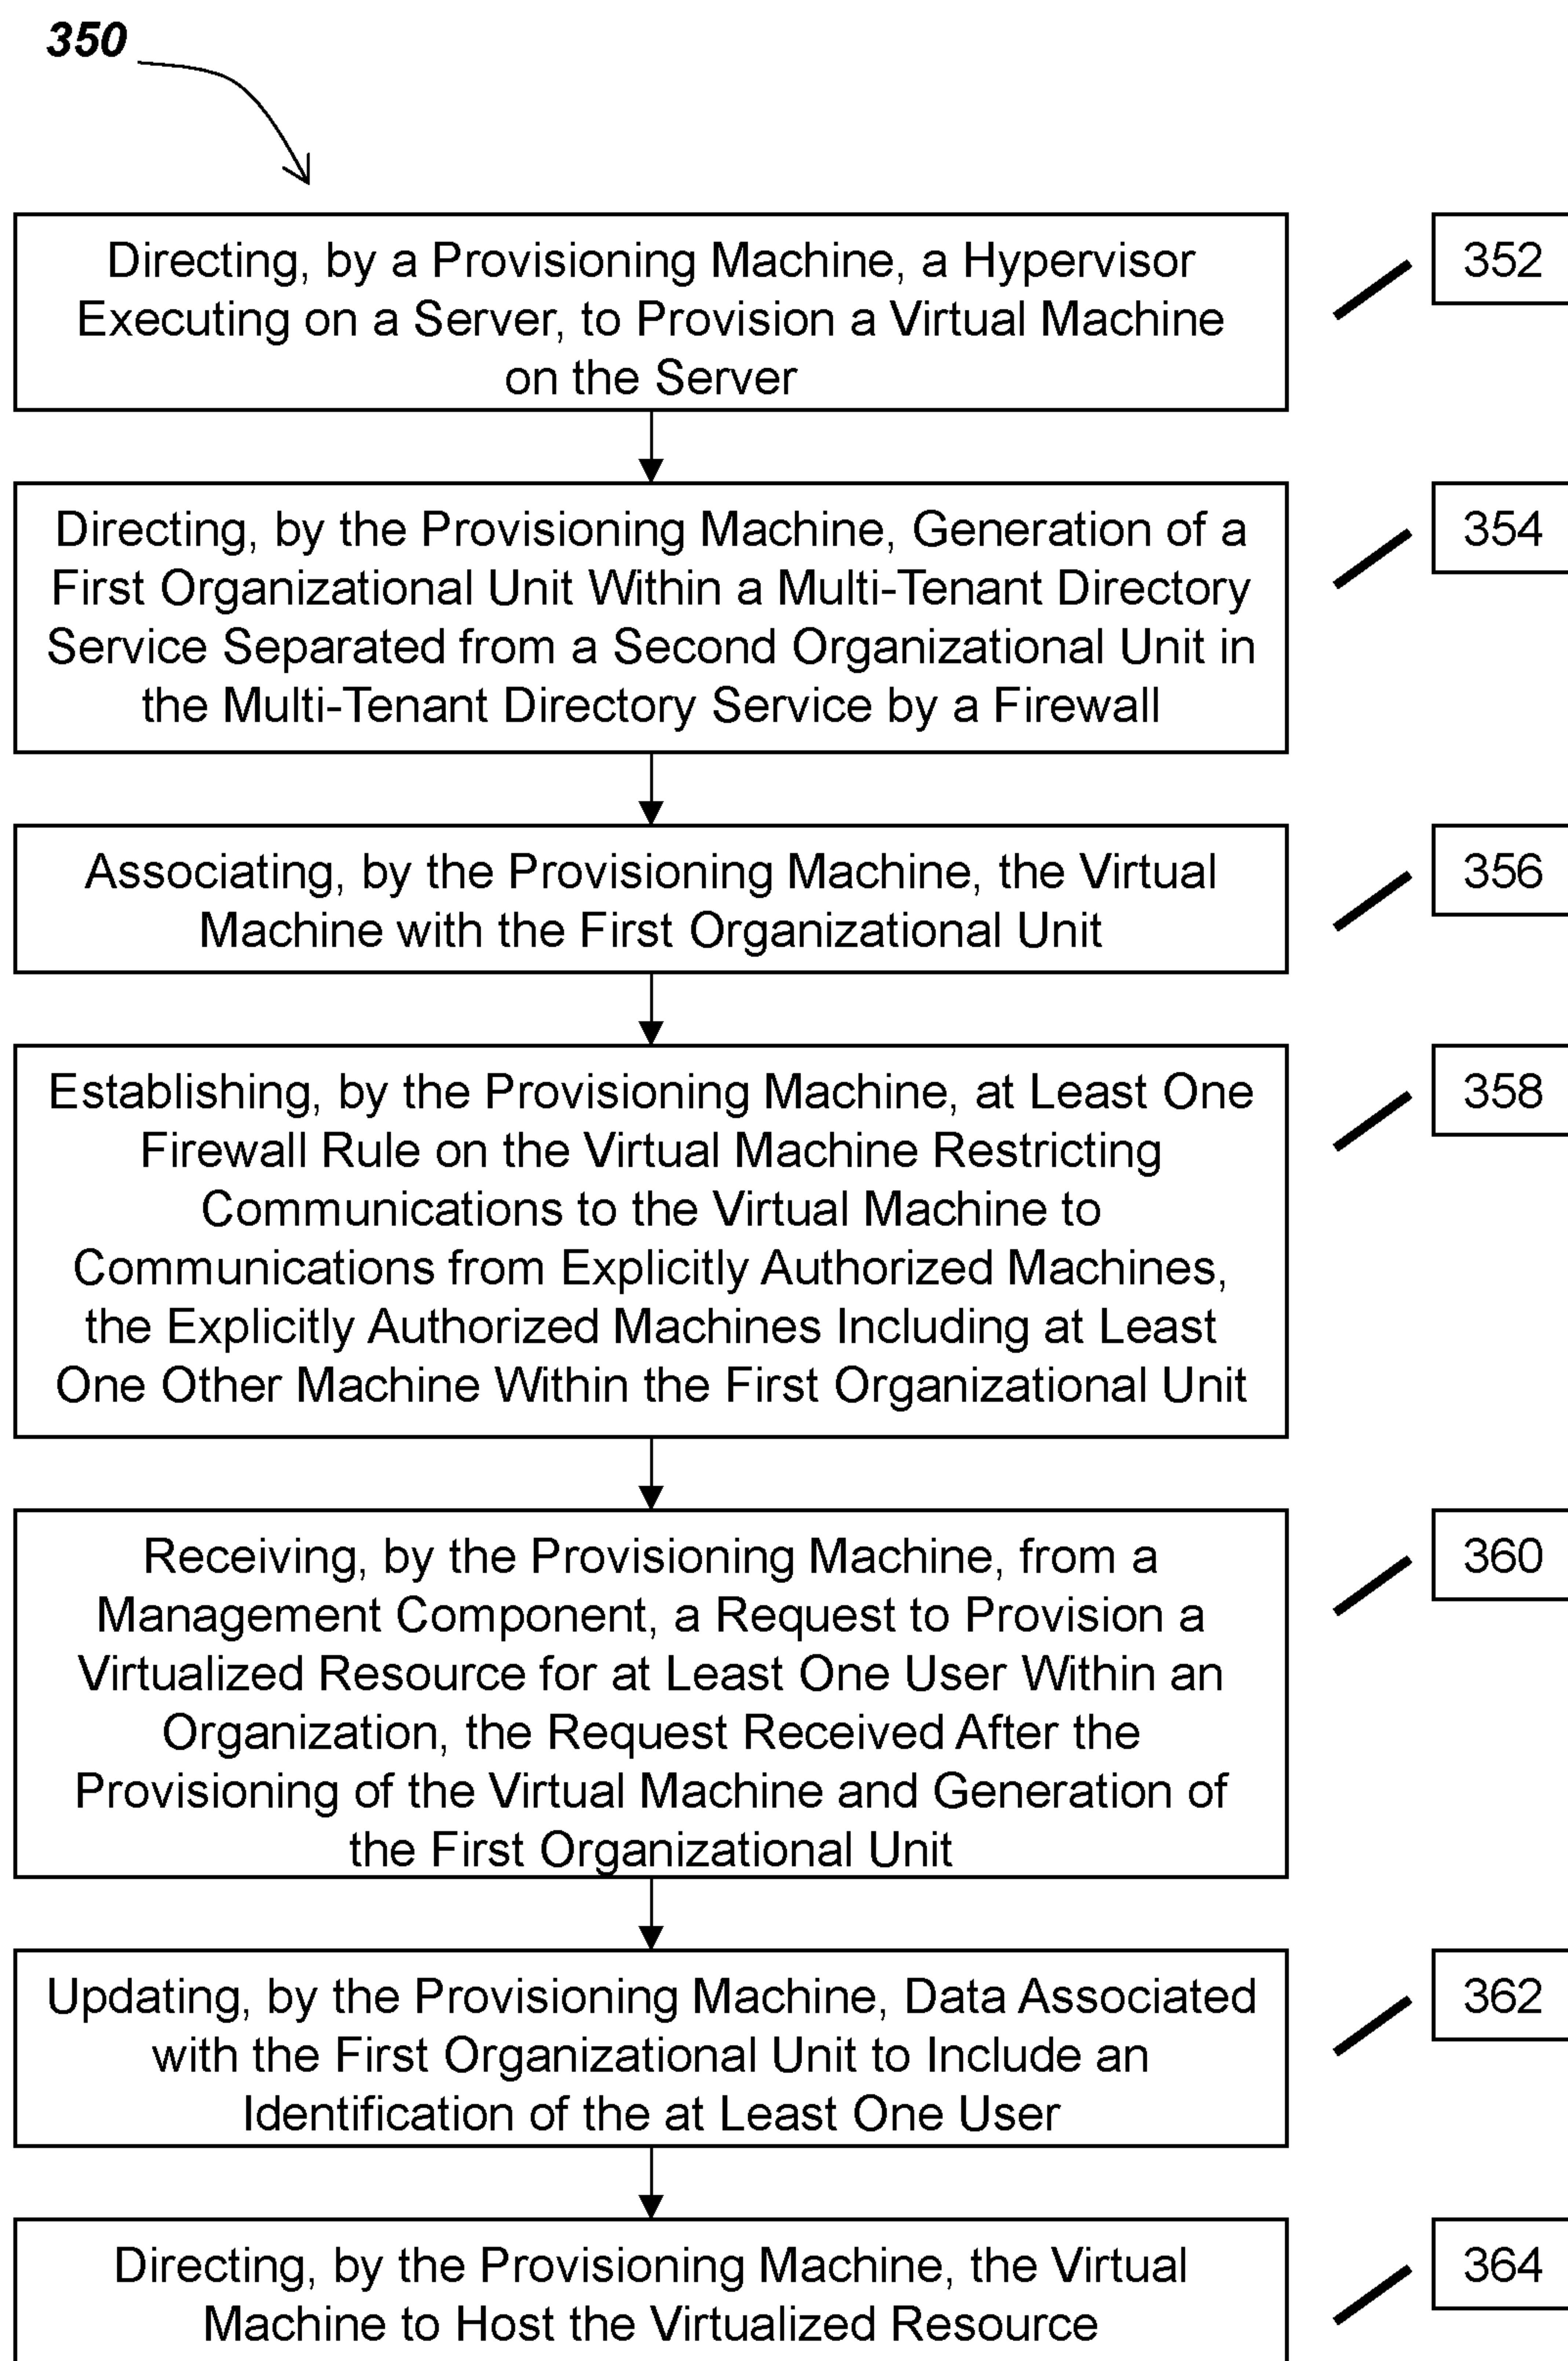 350
Directing, by a Provisioning Machine, a Hypervisor
Executing on a Server, to Provision a Virtual Machine
on the Server
352
Directing, by the Provisioning Machine, Generation of a
First Organizational Unit Within a Multi-Tenant Directory
Service Separated from a Second Organizational Unit in
the Multi-Tenant Directory Service by a Firewall
354
Associating, by the Provisioning Machine, the Virtual
Machine with the First Organizational Unit
356
Establishing, by the Provisioning Machine, at Least One
Firewall Rule on the Virtual Machine Restricting
Communications to the Virtual Machine to
Communications from Explicitly Authorized Machines,
the Explicitly Authorized Machines Including at Least
One Other Machine Within the First Organizational Unit
358
Receiving, by the Provisioning Machine, from a
Management Component, a Request to Provision a
Virtualized Resource for at Least One User Within an
Organization, the Request Received After the
Provisioning of the Virtual Machine and Generation of
the First Organizational Unit
360
Updating, by the Provisioning Machine, Data Associated
with the First Organizational Unit to Include an
Identification of the at Least One User
362
Directing, by the Provisioning Machine, the Virtual
Machine to Host the Virtualized Resource
364